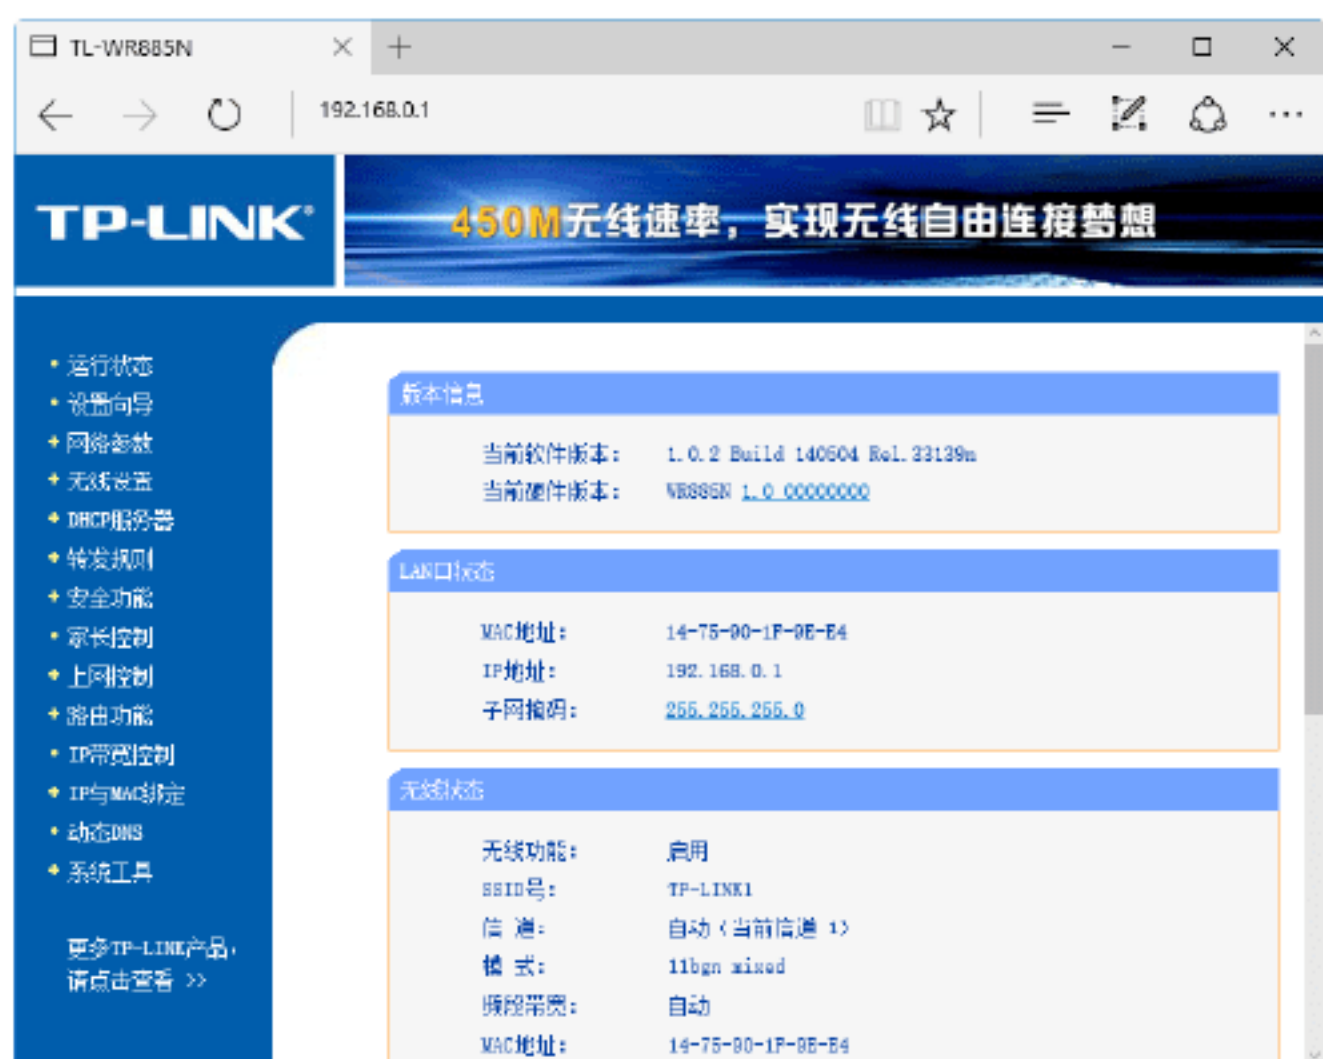 TL-WR885N
192.168.0.1
TP-LINK
450M无线速率，实现无线自由连接梦想
运行状态
设置向导
网络参数
无线设置
DHCP服务器
转发规则
安全功能
家长控制
上网控制
路由功能
IP带宽控制
IP与MAC绑定
动态DNS
系统工具
更多TP-LINK产品，
请点击查看 >>
版本信息
当前软件版本： 1.0.2 Build 140504 Rel.33139n
当前硬件版本： WR885N 1.0 00000000
LAN口状态
MAC地址： 14-75-90-1F-9E-E4
IP地址： 192.168.0.1
子网掩码： 255.255.255.0
无线状态
无线功能： 启用
SSID号： TP-LINK1
信 道： 自动（当前信道 1）
模 式： 11bgn mixed
频段带宽： 自动
MAC地址： 14-75-90-1F-9E-E4